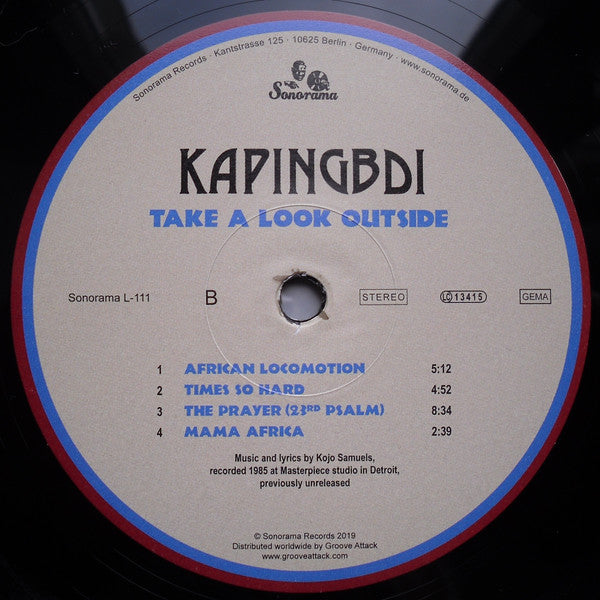 Sonorama Records · Kantstrasse 125 · 10625 Berlin · Germany · www.sonorama.de
Sonorama
KAPINGBDI
TAKE A LOOK OUTSIDE
Sonorama L-111 B STEREO LC 13415 GEMA
1 AFRICAN LOCOMOTION 5:12
2 TIMES SO HARD 4:52
3 THE PRAYER (23RD PSALM) 8:34
4 MAMA AFRICA 2:39
Music and lyrics by Kojo Samuels,
recorded 1985 at Masterpiece studio in Detroit,
previously unreleased
© Sonorama Records 2019
Distributed worldwide by Groove Attack
www.grooveattack.com